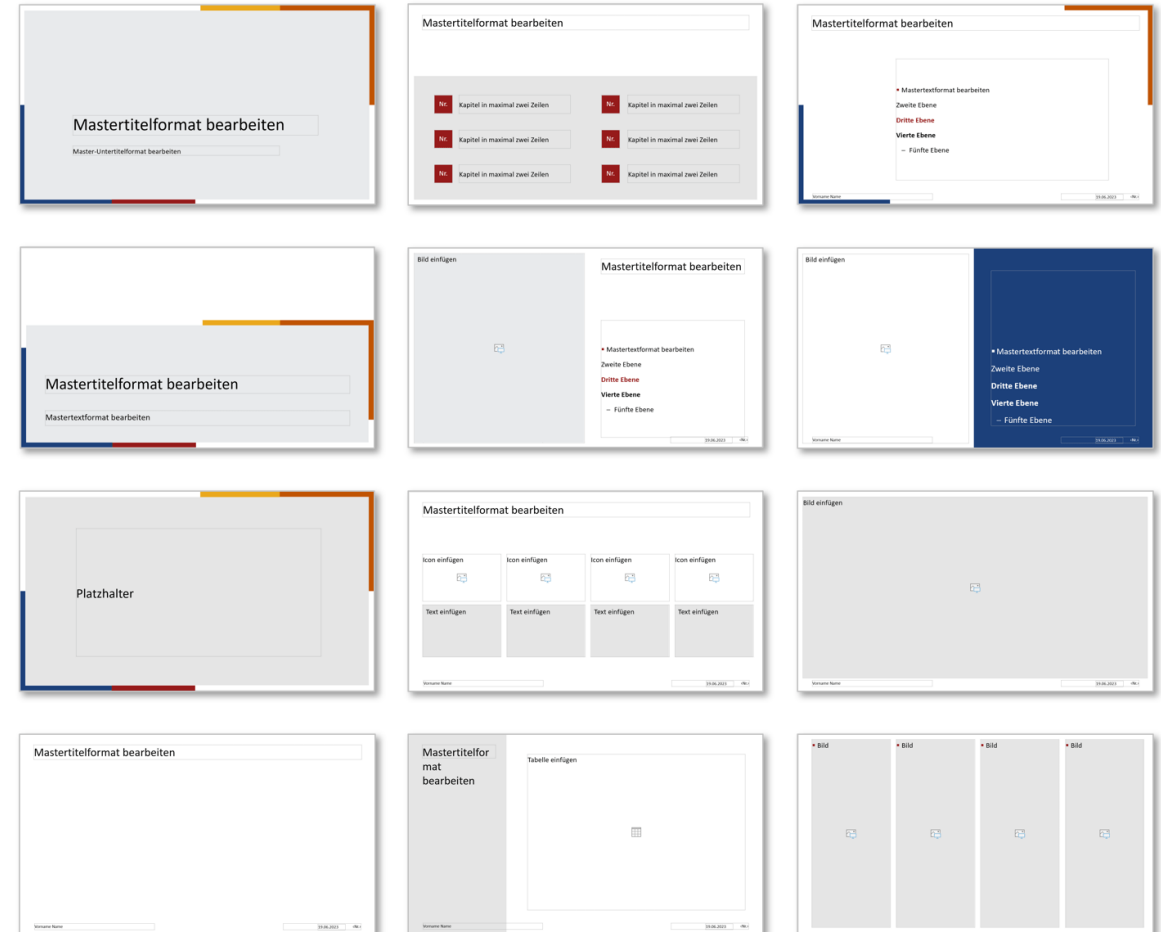 Mastertitelformat bearbeiten
Master-Untertitelformat bearbeiten
Mastertitelformat bearbeiten
Nr. Kapitel in maximal zwei Zeilen
Nr. Kapitel in maximal zwei Zeilen
Nr. Kapitel in maximal zwei Zeilen
Nr. Kapitel in maximal zwei Zeilen
Nr. Kapitel in maximal zwei Zeilen
Nr. Kapitel in maximal zwei Zeilen
Mastertitelformat bearbeiten
Mastertextformat bearbeiten
Zweite Ebene
Dritte Ebene
Vierte Ebene
– Fünfte Ebene
Vorname Name
19.06.2023
Mastertitelformat bearbeiten
Mastertextformat bearbeiten
Bild einfügen
Mastertitelformat bearbeiten
Mastertextformat bearbeiten
Zweite Ebene
Dritte Ebene
Vierte Ebene
– Fünfte Ebene
19.06.2023
Bild einfügen
Mastertextformat bearbeiten
Zweite Ebene
Dritte Ebene
Vierte Ebene
– Fünfte Ebene
Vorname Name
19.06.2023
Platzhalter
Mastertitelformat bearbeiten
Icon einfügen
Icon einfügen
Icon einfügen
Icon einfügen
Text einfügen
Text einfügen
Text einfügen
Text einfügen
Vorname Name
19.06.2023
Bild einfügen
Vorname Name
19.06.2023
Mastertitelformat bearbeiten
Vorname Name
19.06.2023
Mastertitelfor
mat
bearbeiten
Tabelle einfügen
Vorname Name
19.06.2023
Bild
Bild
Bild
Bild